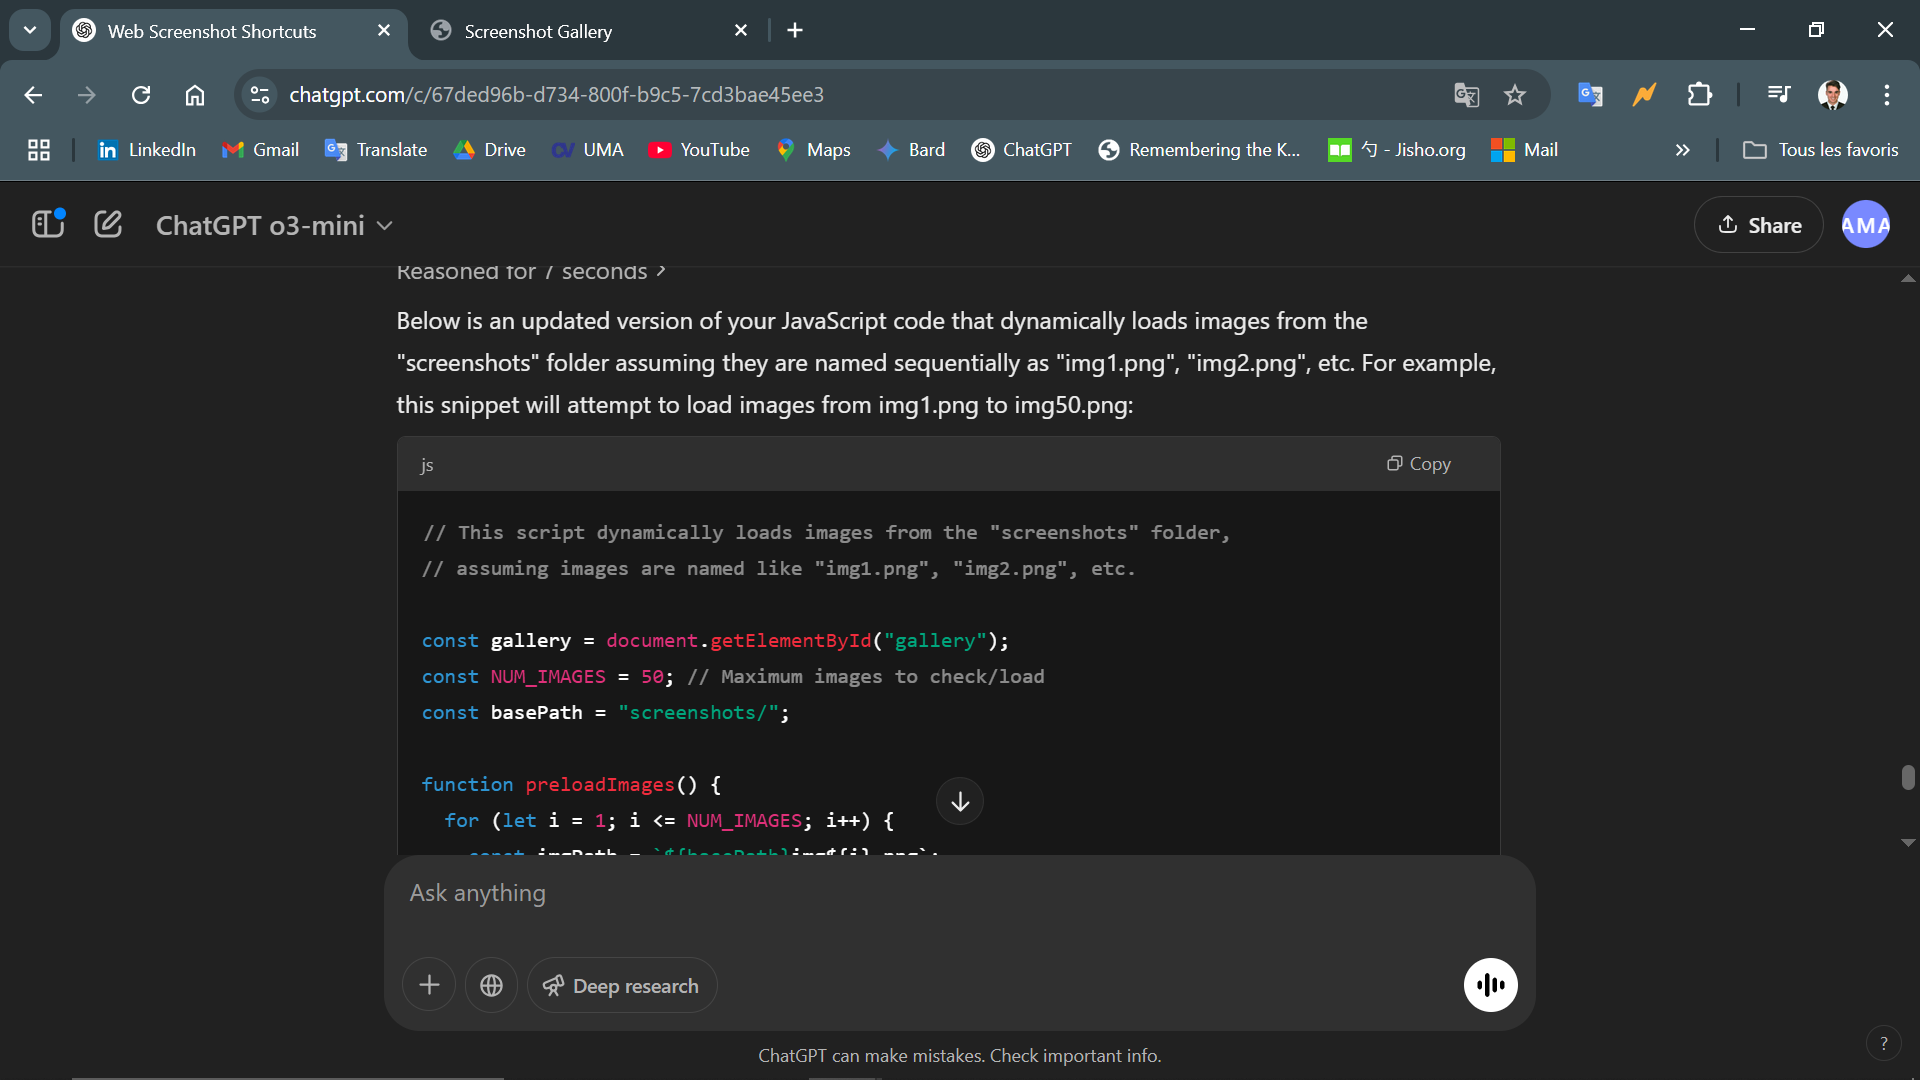 Web Screenshot Shortcuts
Screenshot Gallery
chatgpt.com/c/67ded96b-d734-800f-b9c5-7cd3bae45ee3
LinkedIn
Gmail
Translate
Drive
UMA
YouTube
Maps
Bard
ChatGPT
Remembering the K...
勺 - Jisho.org
Mail
Tous les favoris
ChatGPT o3-mini
Share
AMA
Reasoned for 7 seconds
Below is an updated version of your JavaScript code that dynamically loads images from the
"screenshots" folder assuming they are named sequentially as "img1.png", "img2.png", etc. For example,
this snippet will attempt to load images from img1.png to img50.png:
js
Copy
// This script dynamically loads images from the "screenshots" folder,
// assuming images are named like "img1.png", "img2.png", etc.
const gallery = document.getElementById("gallery");
const NUM_IMAGES = 50; // Maximum images to check/load
const basePath = "screenshots/";
function preloadImages() {
for (let i = 1; i <= NUM_IMAGES; i++) {
const imgPath = `${basePath}img${i}.png`;
Ask anything
Deep research
ChatGPT can make mistakes. Check important info.
?